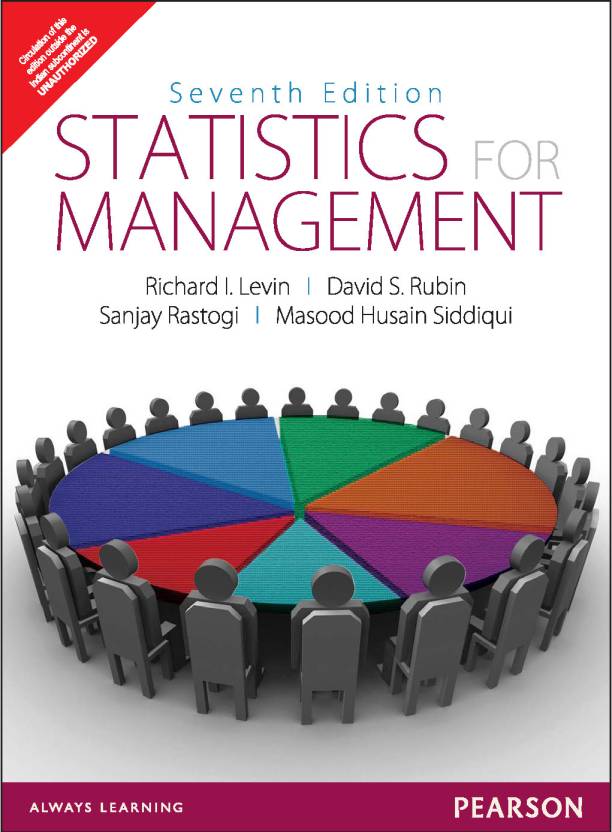 Circulation of this
edition outside the
Indian subcontinent is
UNAUTHORIZED
Seventh Edition
STATISTICS FOR
MANAGEMENT
Richard I. Levin | David S. Rubin
Sanjay Rastogi | Masood Husain Siddiqui
ALWAYS LEARNING
PEARSON